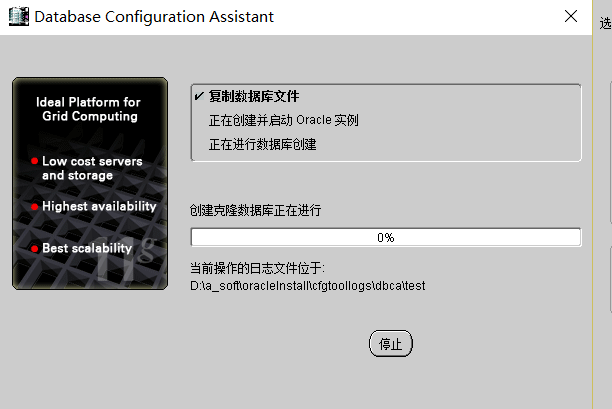 Database Configuration Assistant
选
Ideal Platform for
Grid Computing
Low cost servers
and storage
Highest availability
Best scalability
11g
复制数据库文件
正在创建并启动 Oracle 实例
正在进行数据库创建
创建克隆数据库正在进行
0%
当前操作的日志文件位于:
D:\a_soft\oracleInstall\cfgtoollogs\dbca\test
停止